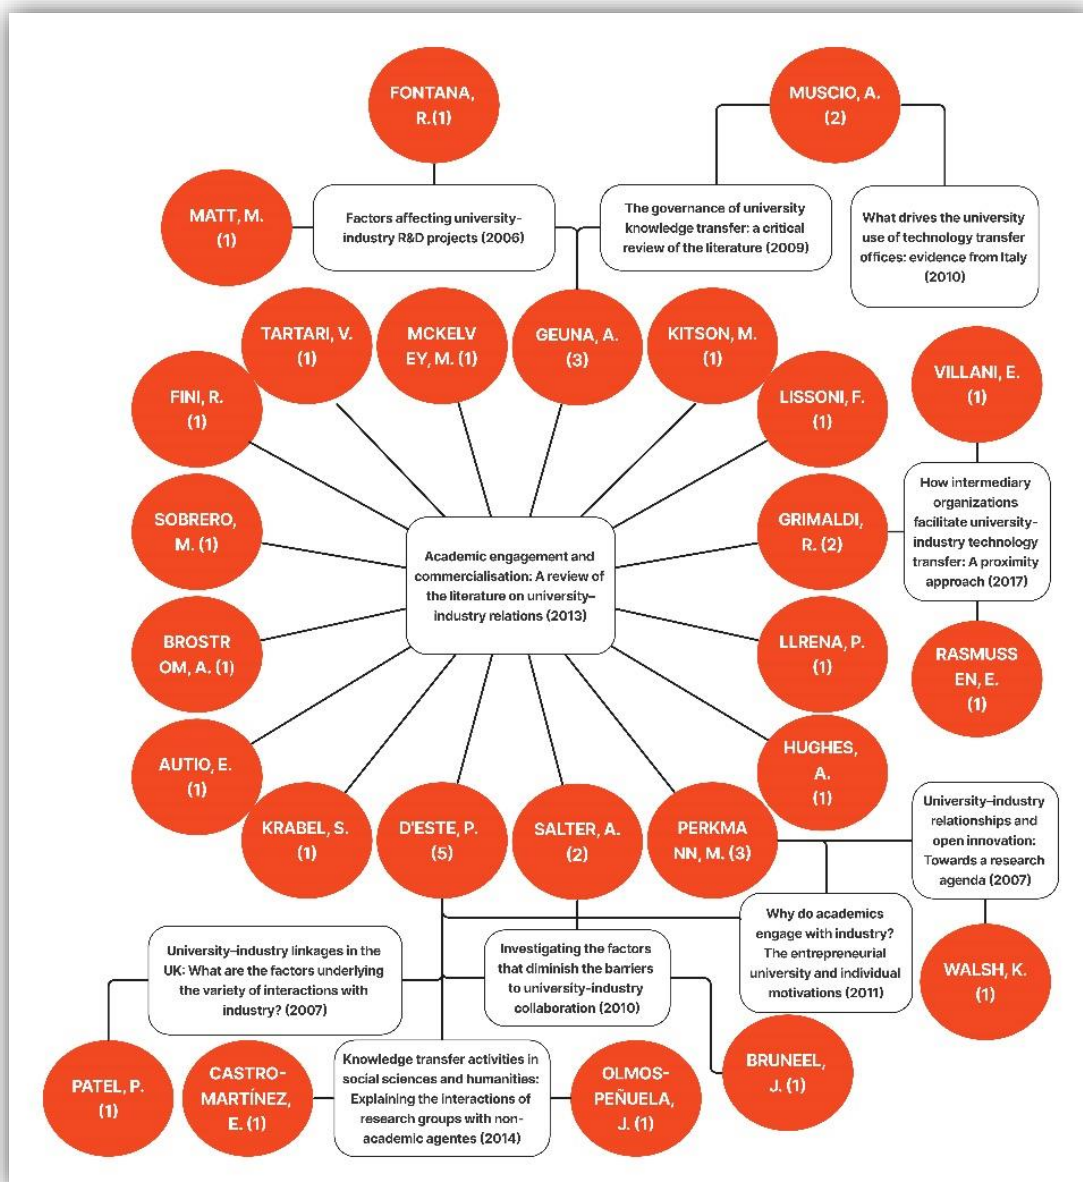 FONTANA,
R.(1)
MUSCIO, A.
(2)
MATT, M.
(1)
Factors affecting university-
industry R&D projects (2006)
The governance of university
knowledge transfer: a critical
review of the literature (2009)
What drives the university
use of technology transfer
offices: evidence from Italy
(2010)
TARTARI, V.
(1)
MCKELV
EY, M. (1)
GEUNA, A.
(3)
KITSON, M.
(1)
FINI, R.
(1)
LISSONI, F.
(1)
VILLANI, E.
(1)
SOBRERO,
M. (1)
GRIMALDI,
R. (2)
How intermediary
organizations
facilitate university-
industry technology
transfer: A proximity
approach (2017)
Academic engagement and
commercialisation: A review of
the literature on university–
industry relations (2013)
BROSTR
OM, A. (1)
LLRENA, P.
(1)
RASMUSS
EN, E.
(1)
AUTIO, E.
(1)
HUGHES,
A.
(1)
KRABEL, S.
(1)
D'ESTE, P.
(5)
SALTER, A.
(2)
PERKMA
NN, M. (3)
University–industry
relationships and
open innovation:
Towards a research
agenda (2007)
University–industry linkages in the
UK: What are the factors underlying
the variety of interactions with
industry? (2007)
Investigating the factors
that diminish the barriers
to university-industry
collaboration (2010)
Why do academics
engage with industry?
The entrepreneurial
university and individual
motivations (2011)
WALSH, K.
(1)
PATEL, P.
(1)
CASTRO-
MARTÍNEZ,
E. (1)
Knowledge transfer activities in
social sciences and humanities:
Explaining the interactions of
research groups with non-
academic agentes (2014)
OLMOS-
PEÑUELA,
J. (1)
BRUNEEL,
J. (1)